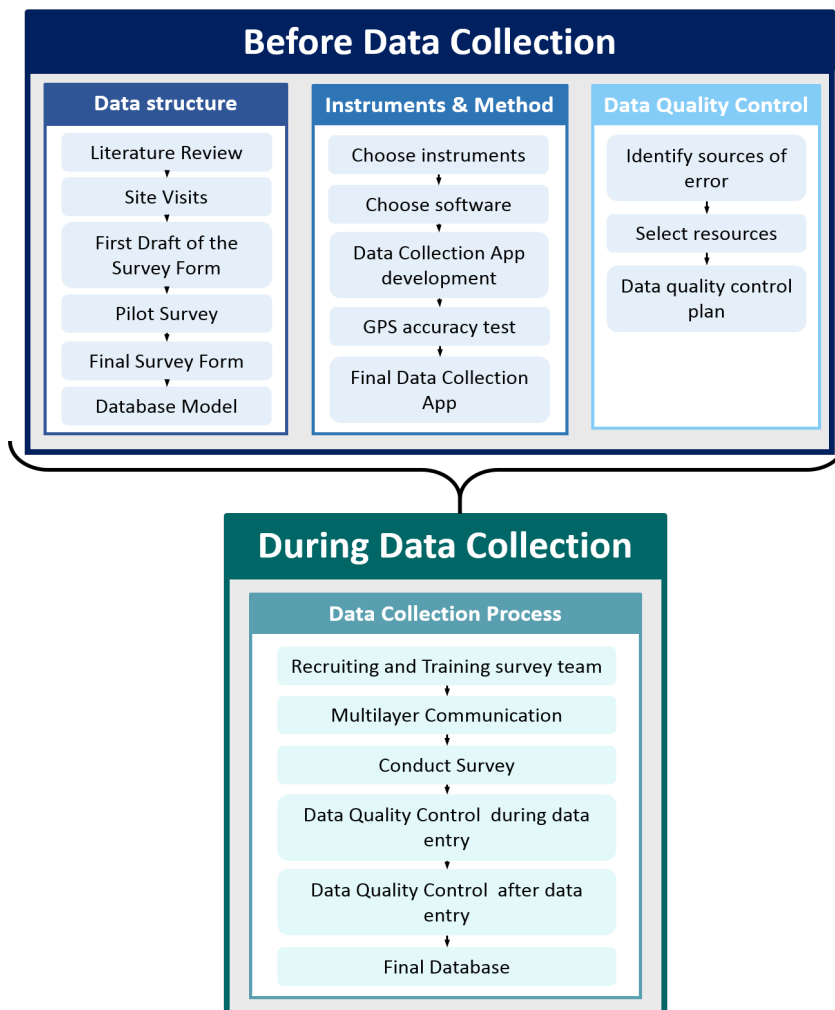 Before Data Collection
Data structure
Literature Review
Site Visits
First Draft of the
Survey Form
Pilot Survey
Final Survey Form
Database Model
Instruments & Method
Choose instruments
Choose software
Data Collection App
development
GPS accuracy test
Final Data Collection
App
Data Quality Control
Identify sources of
error
Select resources
Data quality control
plan
During Data Collection
Data Collection Process
Recruiting and Training survey team
Multilayer Communication
Conduct Survey
Data Quality Control  during data
entry
Data Quality Control  after data
entry
Final Database